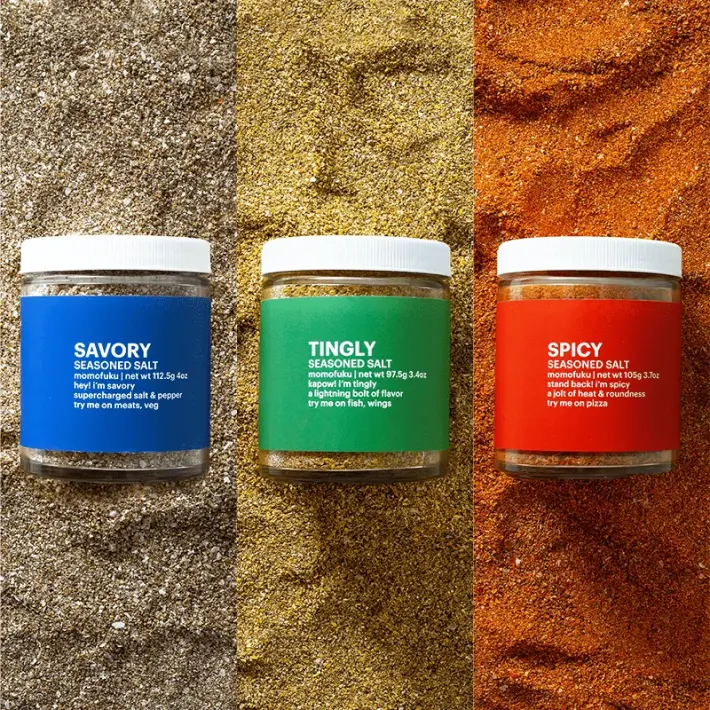 SAVORY
SEASONED SALT
momofuku | net wt 112.5g 4oz
hey! i'm savory
supercharged salt & pepper
try me on meats, veg
TINGLY
SEASONED SALT
momofuku | net wt 97.5g 3.4oz
kapow! i'm tingly
a lightning bolt of flavor
try me on fish, wings
SPICY
SEASONED SALT
momofuku | net wt 105g 3.7oz
stand back! i'm spicy
a jolt of heat & roundness
try me on pizza